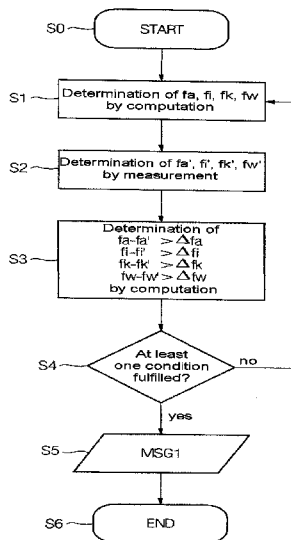 S0
START
S1
Determination of fa, fi, fk, fw
by computation
S2
Determination of fa', fi', fk', fw'
by measurement
S3
Determination of
fa-fa' > Δfa
fi-fi' > Δfi
fk-fk' > Δfk
fw-fw' > Δfw
by computation
S4
At least
one condition
fulfilled?
no
yes
S5
MSG1
S6
END